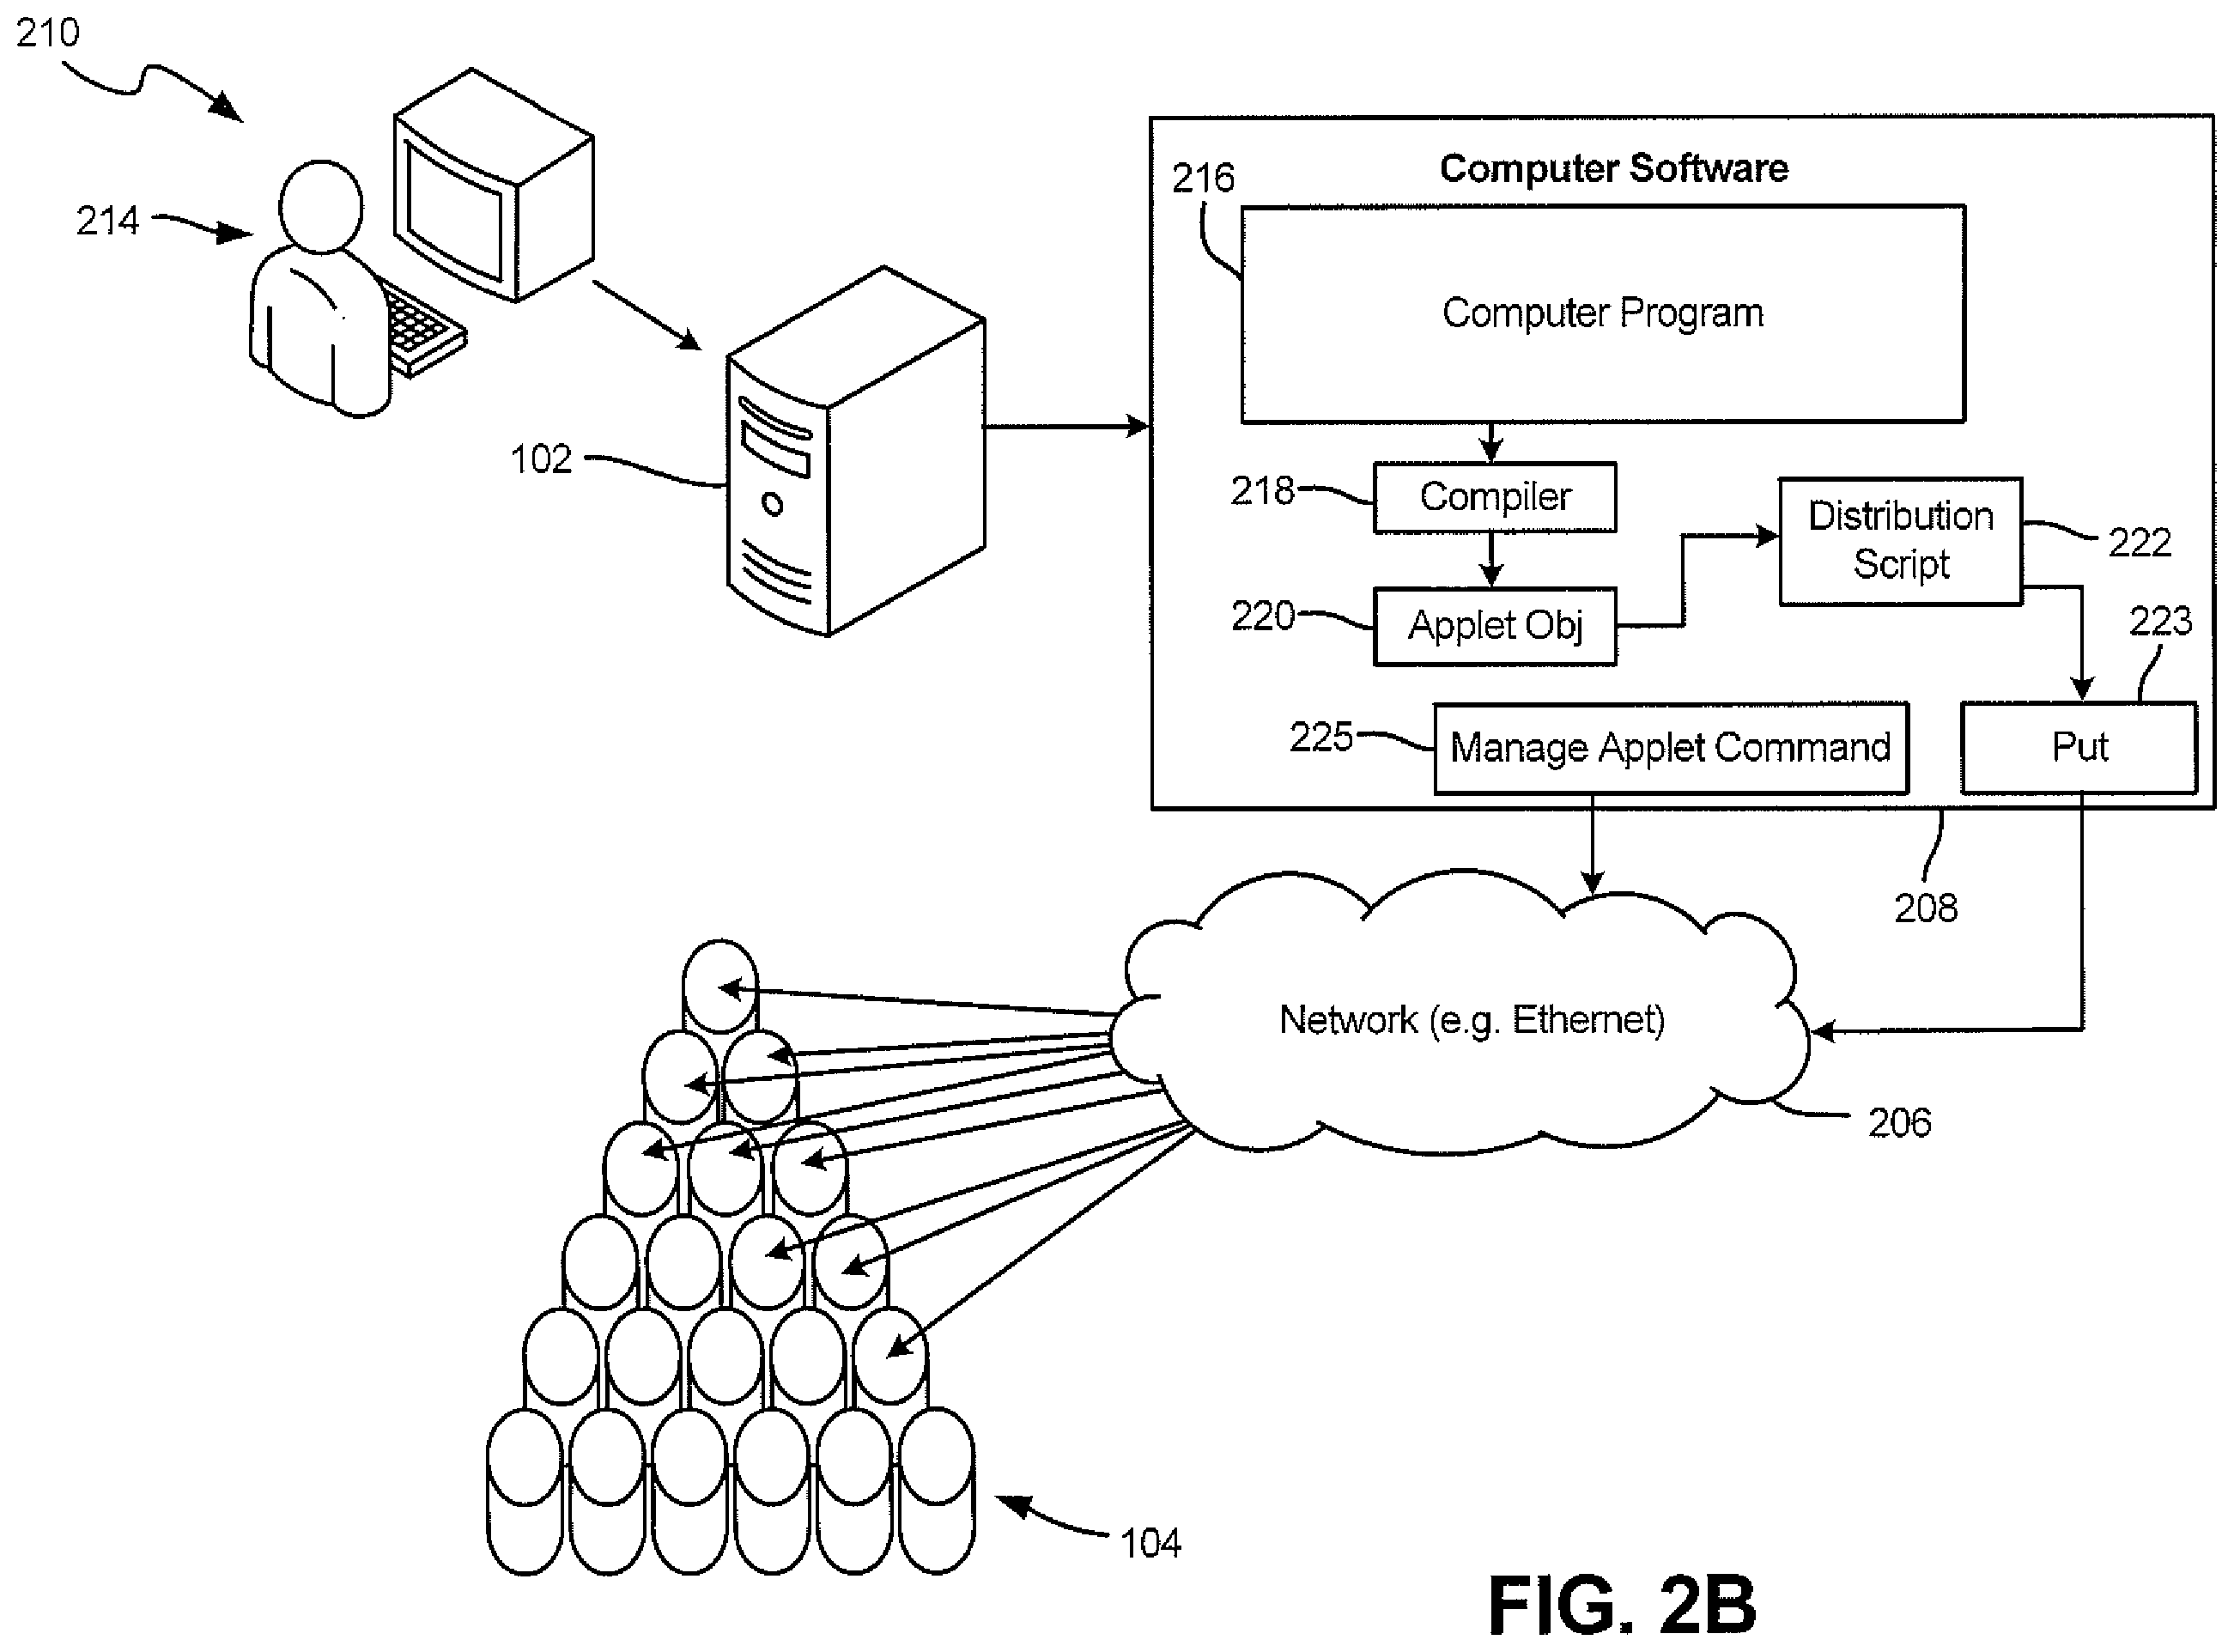 210
214
102
Computer Software
216
Computer Program
218
Compiler
Distribution
Script
222
220
Applet Obj
223
225
Manage Applet Command
Put
208
Network (e.g. Ethernet)
206
104
FIG. 2B